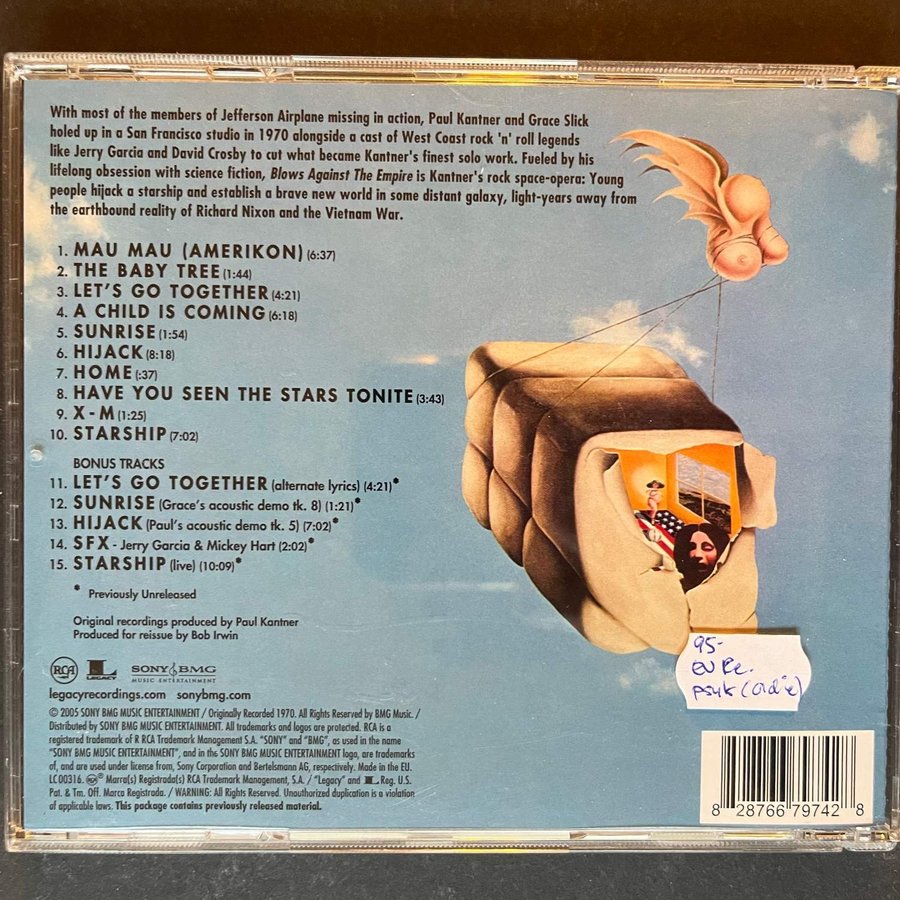 With most of the members of Jefferson Airplane missing in action, Paul Kantner and Grace Slick
holed up in a San Francisco studio in 1970 alongside a cast of West Coast rock 'n' roll legends
like Jerry Garcia and David Crosby to cut what became Kantner's finest solo work. Fueled by his
lifelong obsession with science fiction, Blows Against The Empire is Kantner's rock space-opera: Young
people hijack a starship and establish a brave new world in some distant galaxy, light-years away from
the earthbound reality of Richard Nixon and the Vietnam War.
1. MAU MAU (AMERIKON) (6:37)
2. THE BABY TREE (1:44)
3. LET'S GO TOGETHER (4:21)
4. A CHILD IS COMING (6:18)
5. SUNRISE (1:54)
6. HIJACK (8:18)
7. HOME (:37)
8. HAVE YOU SEEN THE STARS TONITE (3:43)
9. X - M (1:25)
10. STARSHIP (7:02)
BONUS TRACKS
11. LET'S GO TOGETHER (alternate lyrics) (4:21)*
12. SUNRISE (Grace's acoustic demo tk. 8) (1:21)*
13. HIJACK (Paul's acoustic demo tk. 5) (7:02)*
14. SFX - Jerry Garcia & Mickey Hart (2:02)*
15. STARSHIP (live) (10:09)*
* Previously Unreleased
Original recordings produced by Paul Kantner
Produced for reissue by Bob Irwin
RCA L LEGACY SONY BMG
MUSIC ENTERTAINMENT
legacyrecordings.com sonybmg.com
© 2005 SONY BMG MUSIC ENTERTAINMENT / Originally Recorded 1970. All Rights Reserved by BMG Music. /
Distributed by SONY BMG MUSIC ENTERTAINMENT. All trademarks and logos are protected. RCA is a
registered trademark of R RCA Trademark Management S.A. "SONY" and "BMG", as used in the name
"SONY BMG MUSIC ENTERTAINMENT", and in the SONY BMG MUSIC ENTERTAINMENT logo, are trademarks
of, and are used under license from, Sony Corporation and Bertelsmann AG, respectively. Made in the EU.
LC 00316. RCA ® Marca(s) Registrada(s) RCA Trademark Management, S.A. / "Legacy" and L Reg. U.S.
Pat. & Tm. Off. Marca Registrada. / WARNING: All Rights Reserved. Unauthorized duplication is a violation
of applicable laws. This package contains previously released material.
95-
EU Re.
8 28766 79742 8